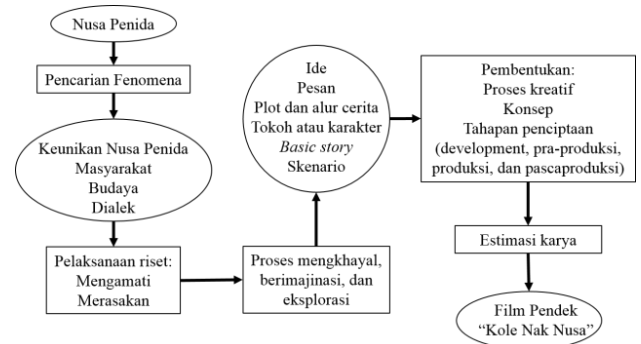 Nusa Penida
Pencarian Fenomena
Keunikan Nusa Penida
Masyarakat
Budaya
Dialek
Pelaksanaan riset:
Mengamati
Merasakan
Proses mengkhayal,
berimajinasi, dan
eksplorasi
Ide
Pesan
Plot dan alur cerita
Tokoh atau karakter
Basic story
Skenario
Pembentukan:
Proses kreatif
Konsep
Tahapan penciptaan
(development, pra-produksi,
produksi, dan pascaproduksi)
Estimasi karya
Film Pendek
“Kole Nak Nusa”